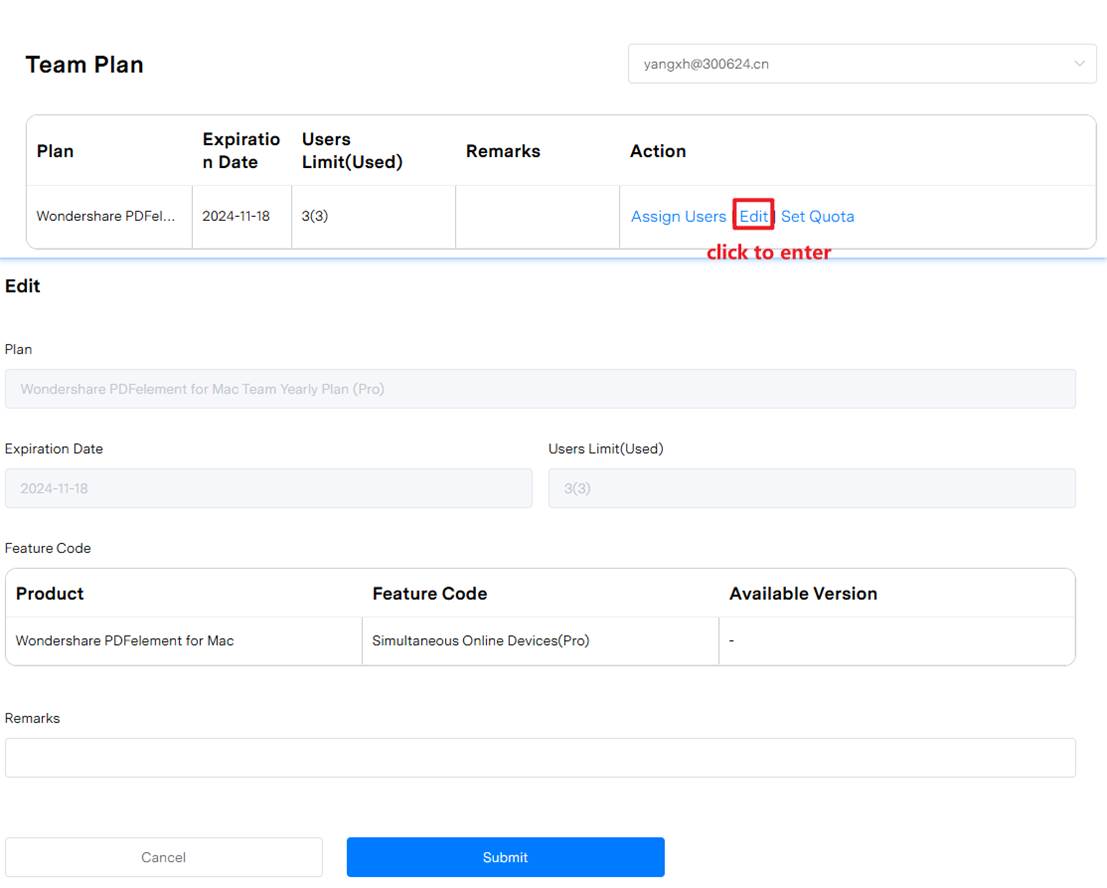 Team Plan
yangxh@300624.cn
Plan
Expiratio
n Date
Users
Limit(Used)
Remarks
Action
Wondershare PDFel...
2024-11-18
3(3)
Assign Users | Edit | Set Quota
click to enter
Edit
Plan
Wondershare PDFelement for Mac Team Yearly Plan (Pro)
Expiration Date
Users Limit(Used)
2024-11-18
3(3)
Feature Code
Product
Feature Code
Available Version
Wondershare PDFelement for Mac
Simultaneous Online Devices(Pro)
-
Remarks
Cancel
Submit